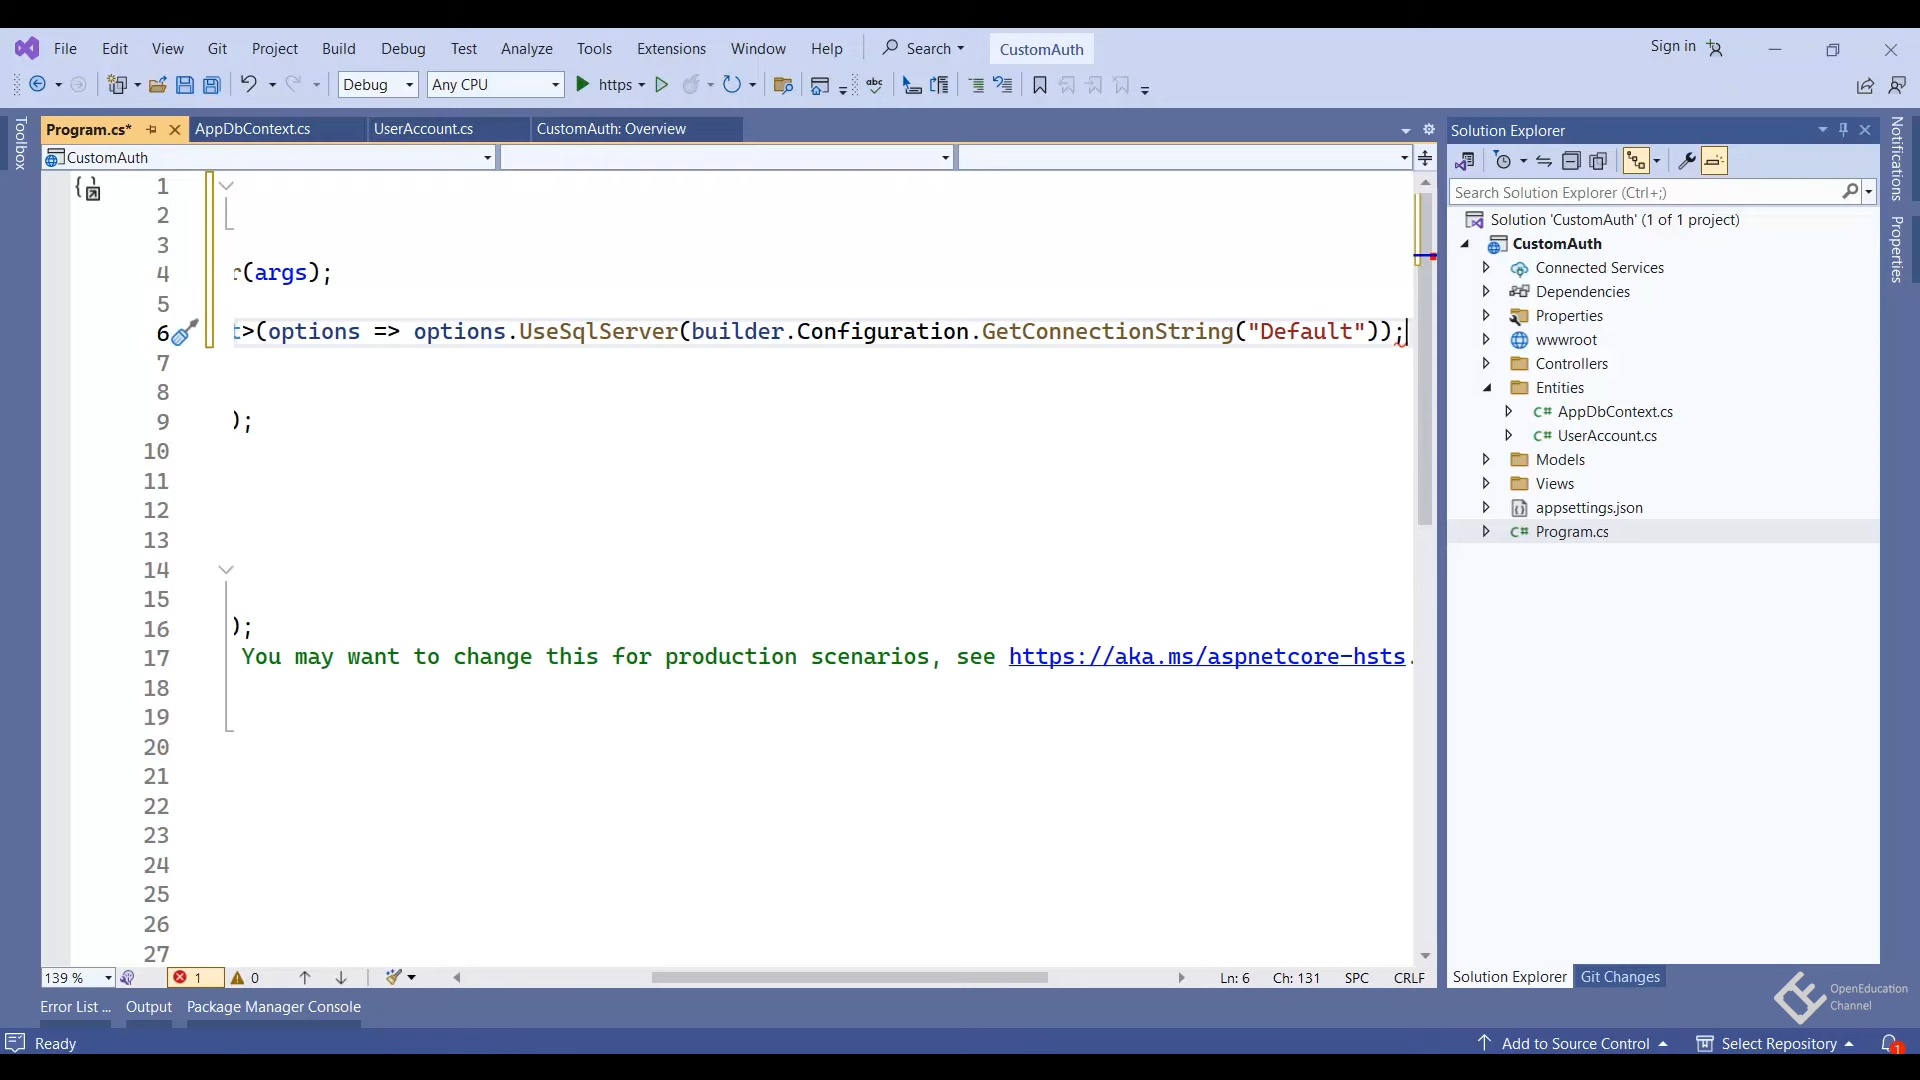 File Edit View Git Project Build Debug Test Analyze Tools Extensions Window Help Search CustomAuth Sign in
Debug Any CPU https
Toolbox
Program.cs* AppDbContext.cs UserAccount.cs CustomAuth: Overview
CustomAuth
1
2
3
4 r(args);
5
6 t>(options => options.UseSqlServer(builder.Configuration.GetConnectionString("Default"));
7
8
9 );
10
11
12
13
14
15
16 );
17 You may want to change this for production scenarios, see https://aka.ms/aspnetcore-hsts.
18
19
20
21
22
23
24
25
26
27
139 % 1 0 Ln: 6 Ch: 131 SPC CRLF
Error List ... Output Package Manager Console
Solution Explorer
Search Solution Explorer (Ctrl+;)
Solution 'CustomAuth' (1 of 1 project)
CustomAuth
Connected Services
Dependencies
Properties
wwwroot
Controllers
Entities
C# AppDbContext.cs
C# UserAccount.cs
Models
Views
appsettings.json
C# Program.cs
Solution Explorer Git Changes
Notifications
Properties
OpenEducation
Channel
Ready Add to Source Control Select Repository 1